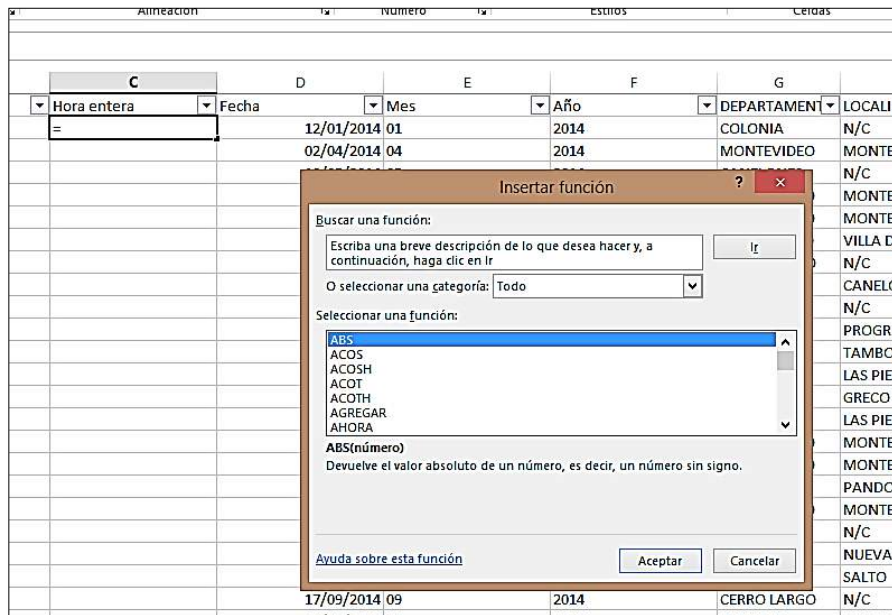 Alineación Número Estilos Celdas
C D E F G
Hora entera Fecha Mes Año DEPARTAMENT LOCALI
= 12/01/2014 01 2014 COLONIA N/C
02/04/2014 04 2014 MONTEVIDEO MONTE
N/C
Insertar función ? ×
MONTE
Buscar una función:
MONTE
Escriba una breve descripción de lo que desea hacer y, a
continuación, haga clic en Ir
Ir
VILLA D
N/C
O seleccionar una categoría: Todo
CANELO
Seleccionar una función:
N/C
ABS
PROGR
ACOS
TAMBO
ACOSH
ACOT
LAS PIE
ACOTH
GRECO
AGREGAR
AHORA
LAS PIE
ABS(número)
MONTE
Devuelve el valor absoluto de un número, es decir, un número sin signo.
MONTE
PANDO
MONTE
N/C
Ayuda sobre esta función Aceptar Cancelar
NUEVA
SALTO
17/09/2014 09 2014 CERRO LARGO N/C